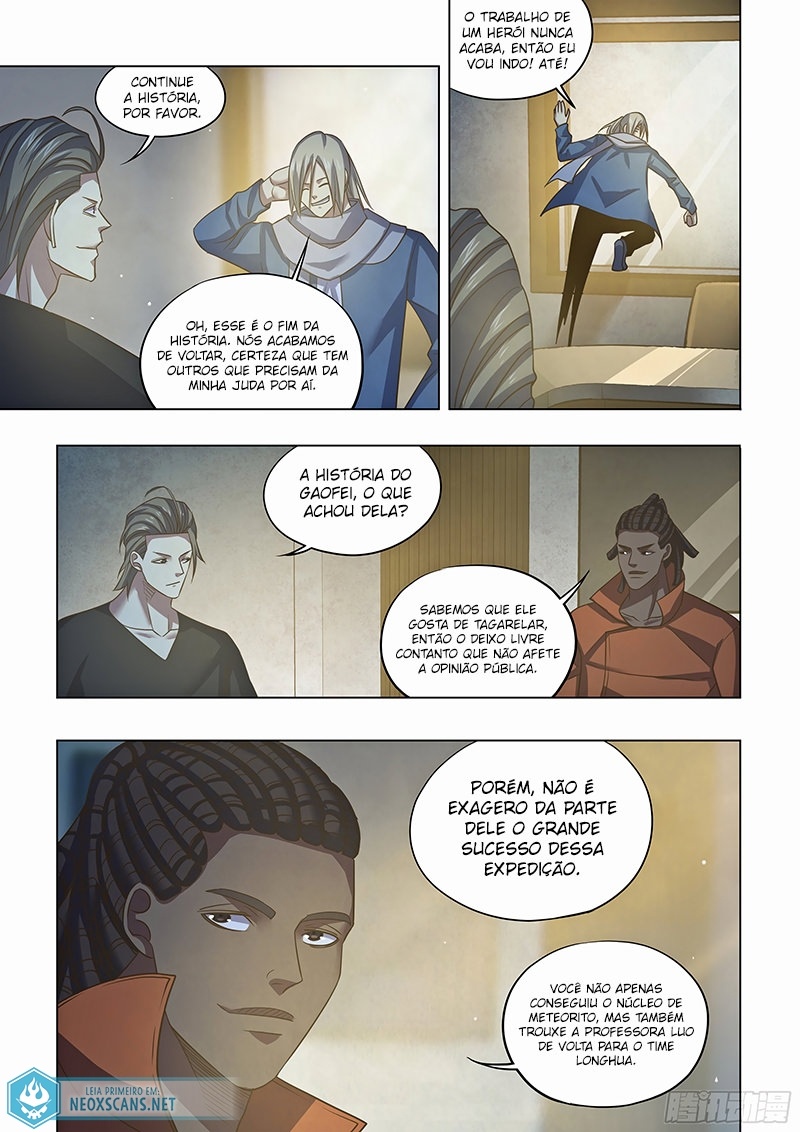 CONTINUE
A HISTÓRIA,
POR FAVOR.
OH, ESSE É O FIM DA
HISTÓRIA. NÓS ACABAMOS
DE VOLTAR, CERTEZA QUE TEM
OUTROS QUE PRECISAM DA
MINHA JUDA POR AÍ.
O TRABALHO DE
UM HERÓI NUNCA
ACABA, ENTÃO EU
VOU INDO! ATÉ!
A HISTÓRIA DO
GAOFEI, O QUE
ACHOU DELA?
SABEMOS QUE ELE
GOSTA DE TAGARELAR,
ENTÃO O DEIXO LIVRE
CONTANTO QUE NÃO AFETE
A OPINIÃO PÚBLICA.
PORÉM, NÃO É
EXAGERO DA PARTE
DELE O GRANDE
SUCESSO DESSA
EXPEDIÇÃO.
VOCÊ NÃO APENAS
CONSEGUIU O NÚCLEO DE
METEORITO, MAS TAMBÉM
TROUXE A PROFESSORA LUO
DE VOLTA PARA O TIME
LONGHUA.
LEIA PRIMEIRO EM:
NEOXSCANS.NET
腾讯动漫